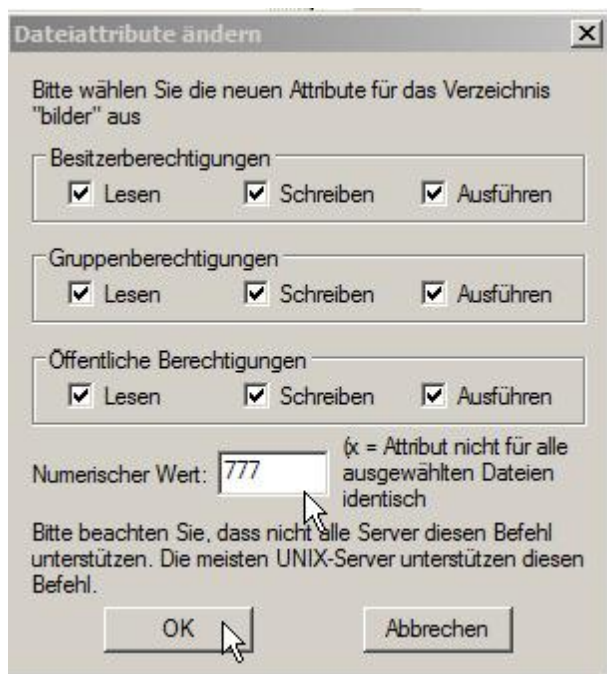 Dateiattribute ändern
Bitte wählen Sie die neuen Attribute für das Verzeichnis
"bilder" aus
Besitzerberechtigungen
Lesen Schreiben Ausführen
Gruppenberechtigungen
Lesen Schreiben Ausführen
Öffentliche Berechtigungen
Lesen Schreiben Ausführen
Numerischer Wert: 777
(x = Attribut nicht für alle
ausgewählten Dateien
identisch
Bitte beachten Sie, dass nicht alle Server diesen Befehl
unterstützen. Die meisten UNIX-Server unterstützen diesen
Befehl.
OK Abbrechen